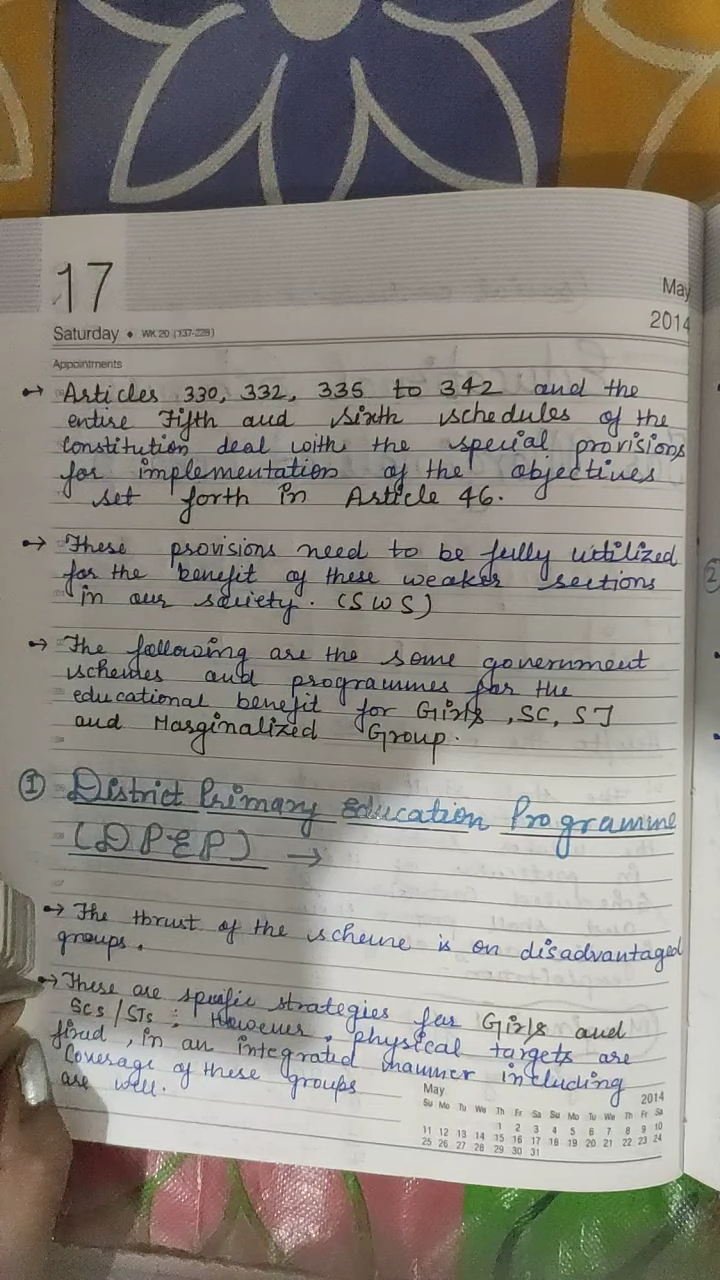 17
May
2014
Saturday • WK 20 (137-228)
Appointments
→ Articles 330, 332, 335 to 342 and the
entire Fifth and Sixth schedules of the
Constitution deal with the special provisions
for implementation of the objectives
set forth in Article 46.
→ These provisions need to be fully utilized
for the benefit of these weaker sections
in our society. (SWS)
→ The following are the some government
schemes and programmes for the
educational benefit for Girls, SC, ST
and Marginalized Group.
① District Primary Education Programme
(DPEP) →
→ The thrust of the scheme is on disadvantaged
groups.
→ These are specific strategies for Girls and
SCs/STs ; However, physical targets are
fixed, in an integrated manner including
Coverage of these groups
are well.
May 2014
Su Mo Tu We Th Fr Sa Su Mo Tu We Th Fr Sa
1 2 3 4 5 6 7 8 9 10
11 12 13 14 15 16 17 18 19 20 21 22 23 24
25 26 27 28 29 30 31
②